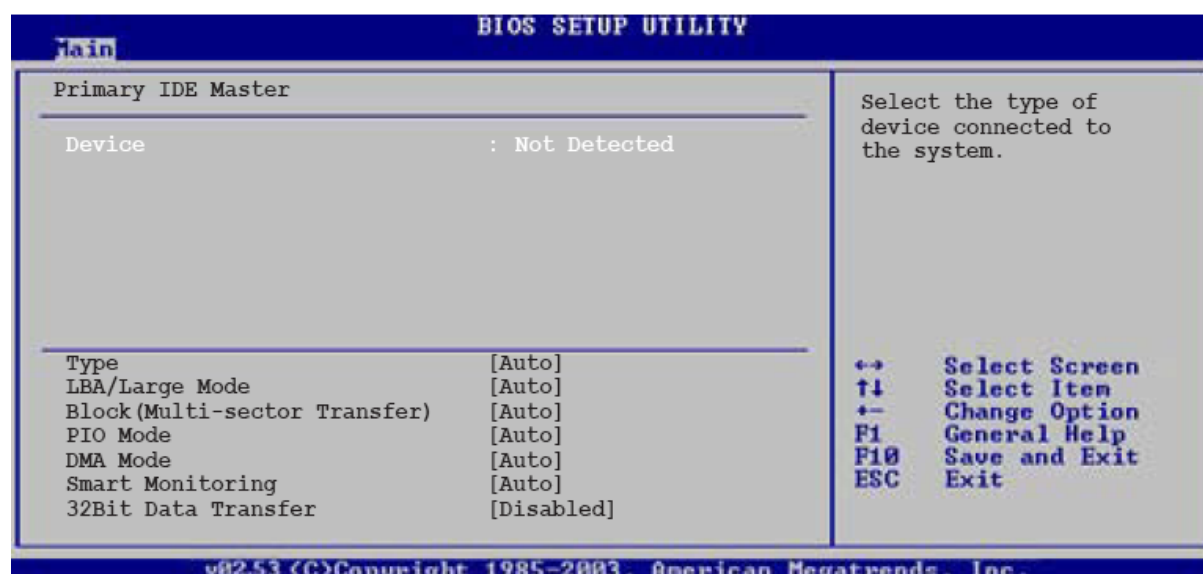 BIOS SETUP UTILITY
Main
Primary IDE Master
Device : Not Detected
Type [Auto]
LBA/Large Mode [Auto]
Block(Multi-sector Transfer) [Auto]
PIO Mode [Auto]
DMA Mode [Auto]
Smart Monitoring [Auto]
32Bit Data Transfer [Disabled]
Select the type of
device connected to
the system.
←→ Select Screen
↑↓ Select Item
+- Change Option
F1 General Help
F10 Save and Exit
ESC Exit
v02.53 (C)Copyright 1985-2003, American Megatrends, Inc.